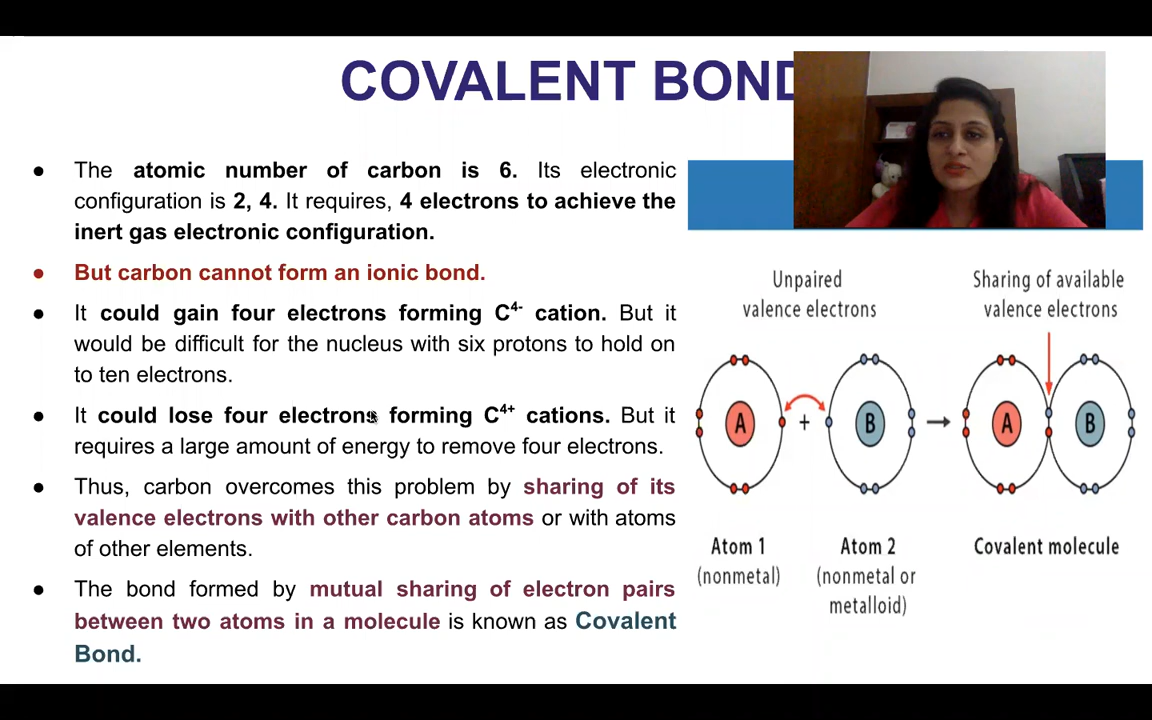 COVALENT BOND
● The atomic number of carbon is 6. Its electronic
configuration is 2, 4. It requires, 4 electrons to achieve the
inert gas electronic configuration.
● But carbon cannot form an ionic bond.
● It could gain four electrons forming C⁴⁻ cation. But it
would be difficult for the nucleus with six protons to hold on
to ten electrons.
● It could lose four electrons forming C⁴⁺ cations. But it
requires a large amount of energy to remove four electrons.
● Thus, carbon overcomes this problem by sharing of its
valence electrons with other carbon atoms or with atoms
of other elements.
● The bond formed by mutual sharing of electron pairs
between two atoms in a molecule is known as Covalent
Bond.
Unpaired
valence electrons
Sharing of available
valence electrons
A + B → A B
Atom 1
(nonmetal)
Atom 2
(nonmetal or
metalloid)
Covalent molecule